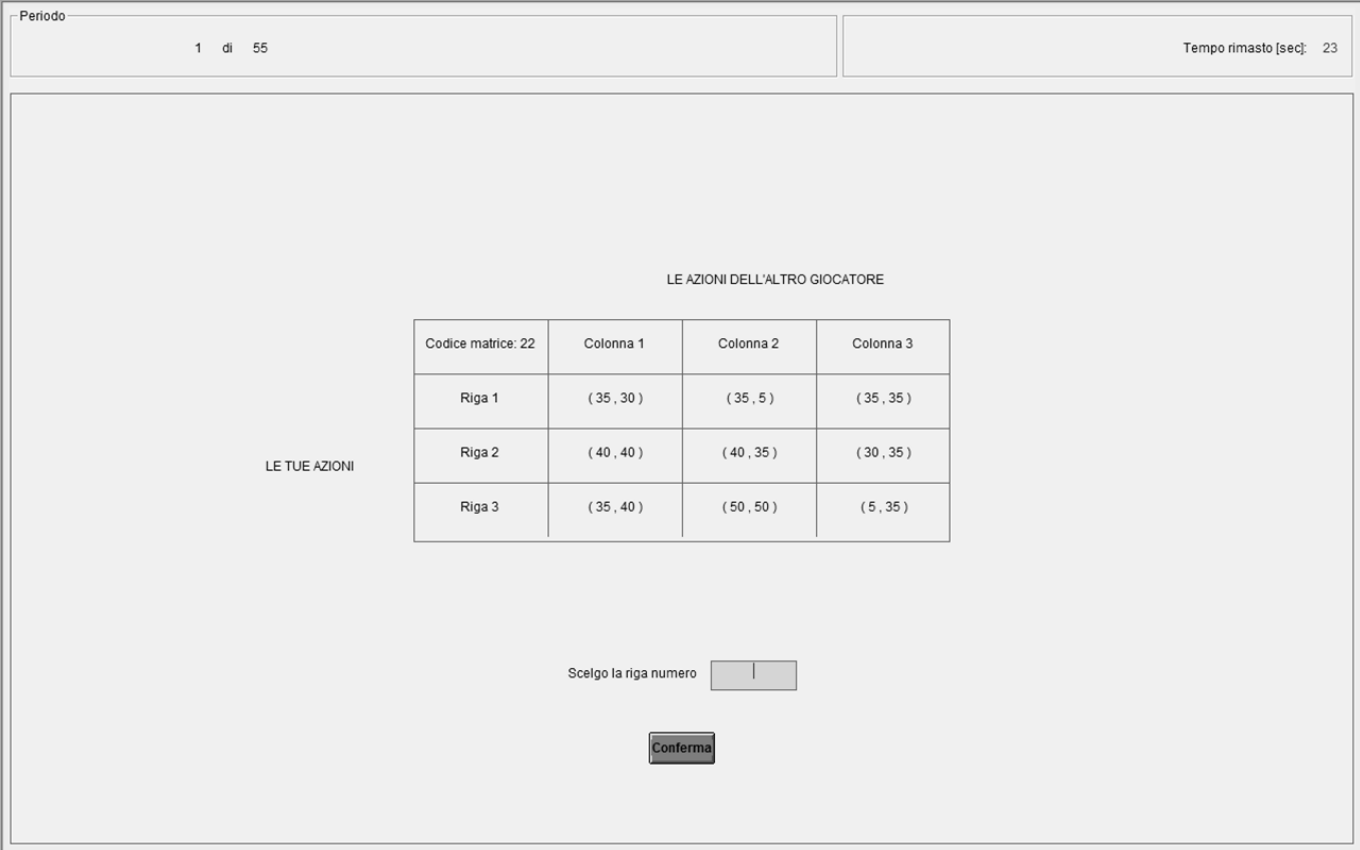 Periodo
1 di 55
Tempo rimasto [sec]: 23
LE AZIONI DELL'ALTRO GIOCATORE
Codice matrice: 22 Colonna 1 Colonna 2 Colonna 3
Riga 1 ( 35 , 30 ) ( 35 , 5 ) ( 35 , 35 )
Riga 2 ( 40 , 40 ) ( 40 , 35 ) ( 30 , 35 )
LE TUE AZIONI
Riga 3 ( 35 , 40 ) ( 50 , 50 ) ( 5 , 35 )
Scelgo la riga numero
Conferma